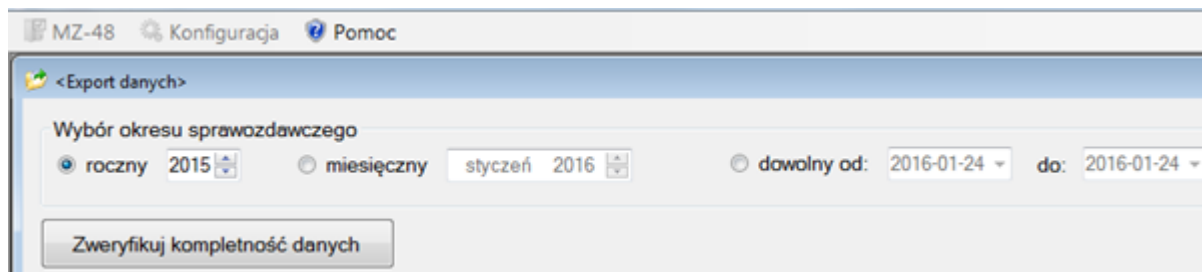 MZ-48 Konfiguracja Pomoc
<Export danych>
Wybór okresu sprawozdawczego
roczny 2015 miesięczny styczeń 2016 dowolny od: 2016-01-24 do: 2016-01-24
Zweryfikuj kompletność danych